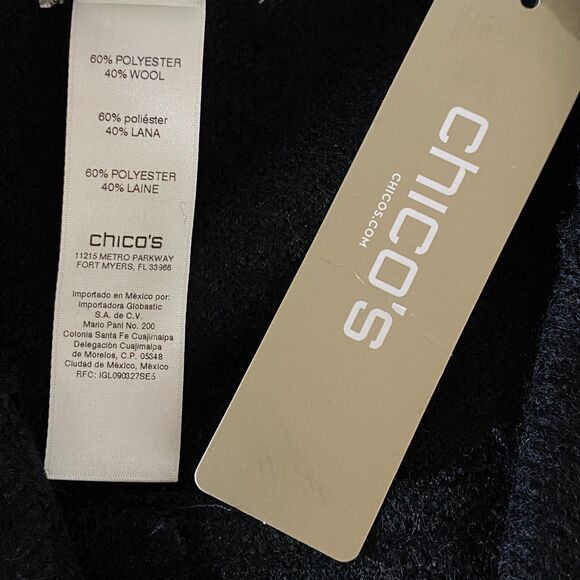 60% POLYESTER
40% WOOL
60% poliéster
40% LANA
60% POLYESTER
40% LAINE
chico's
11215 METRO PARKWAY
FORT MYERS, FL 33966
Importado en México por:
Importadora Globastic
S.A. de C.V.
Mario Pani No. 200
Colonia Santa Fe Cuajimalpa
Delegación Cuajimalpa
de Morelos, C.P. 05348
Ciudad de México, México
RFC: IGL090327SE5
chico's
CHICOS.COM